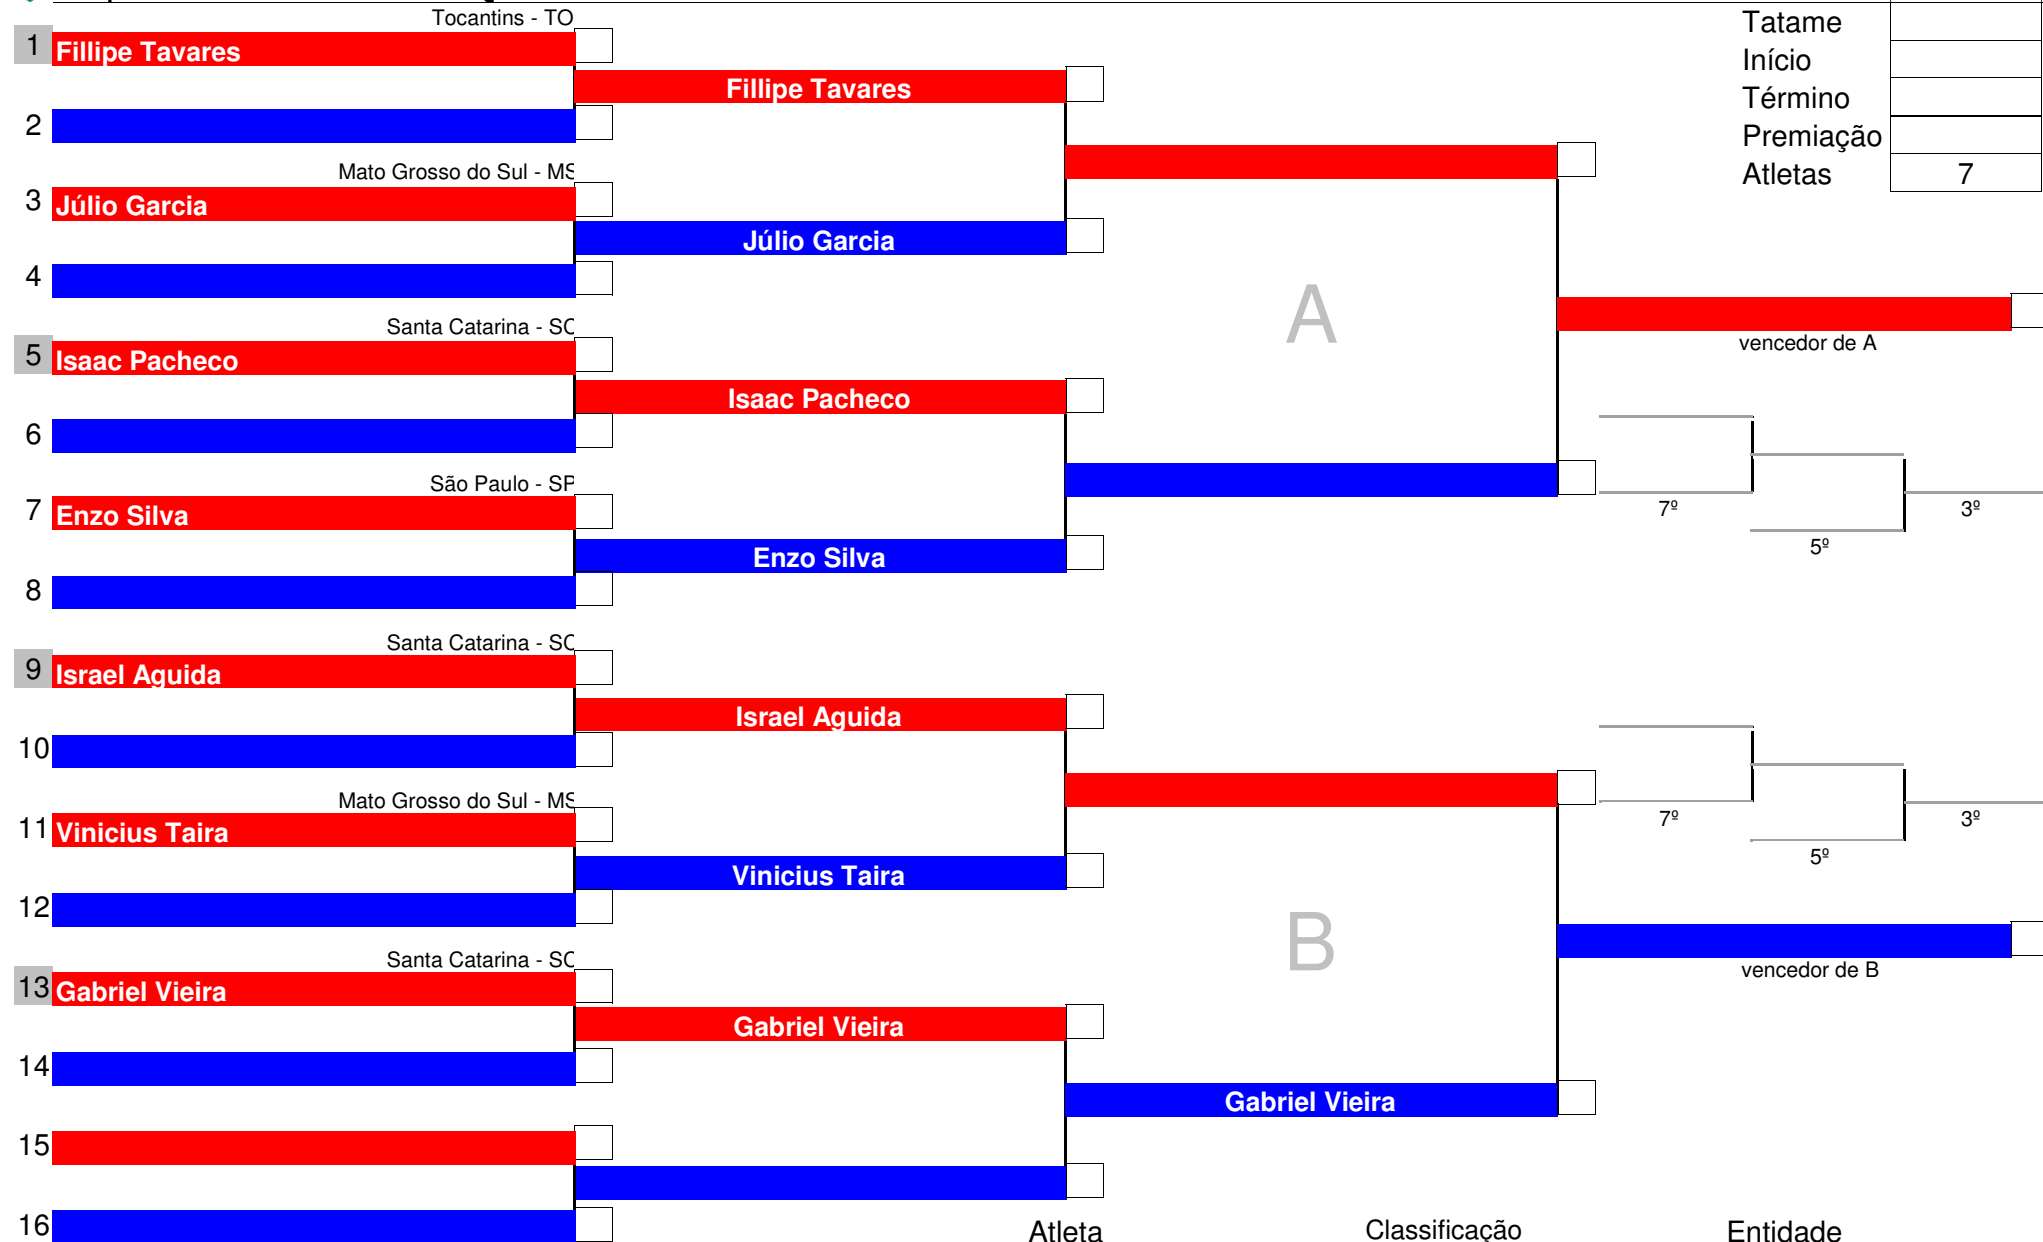 Tocantins - TO
1 Fillipe Tavares
Fillipe Tavares
2
Mato Grosso do Sul - MS
3 Júlio Garcia
Júlio Garcia
4
Santa Catarina - SC
5 Isaac Pacheco
Isaac Pacheco
6
São Paulo - SP
7 Enzo Silva
Enzo Silva
8
Santa Catarina - SC
9 Israel Aguida
Israel Aguida
10
Mato Grosso do Sul - MS
11 Vinicius Taira
Vinicius Taira
12
Santa Catarina - SC
13 Gabriel Vieira
Gabriel Vieira
14
Gabriel Vieira
15
16
A
B
Tatame
Início
Término
Premiação
Atletas 7
vencedor de A
7º
3º
5º
7º
3º
5º
vencedor de B
Atleta Classificação Entidade